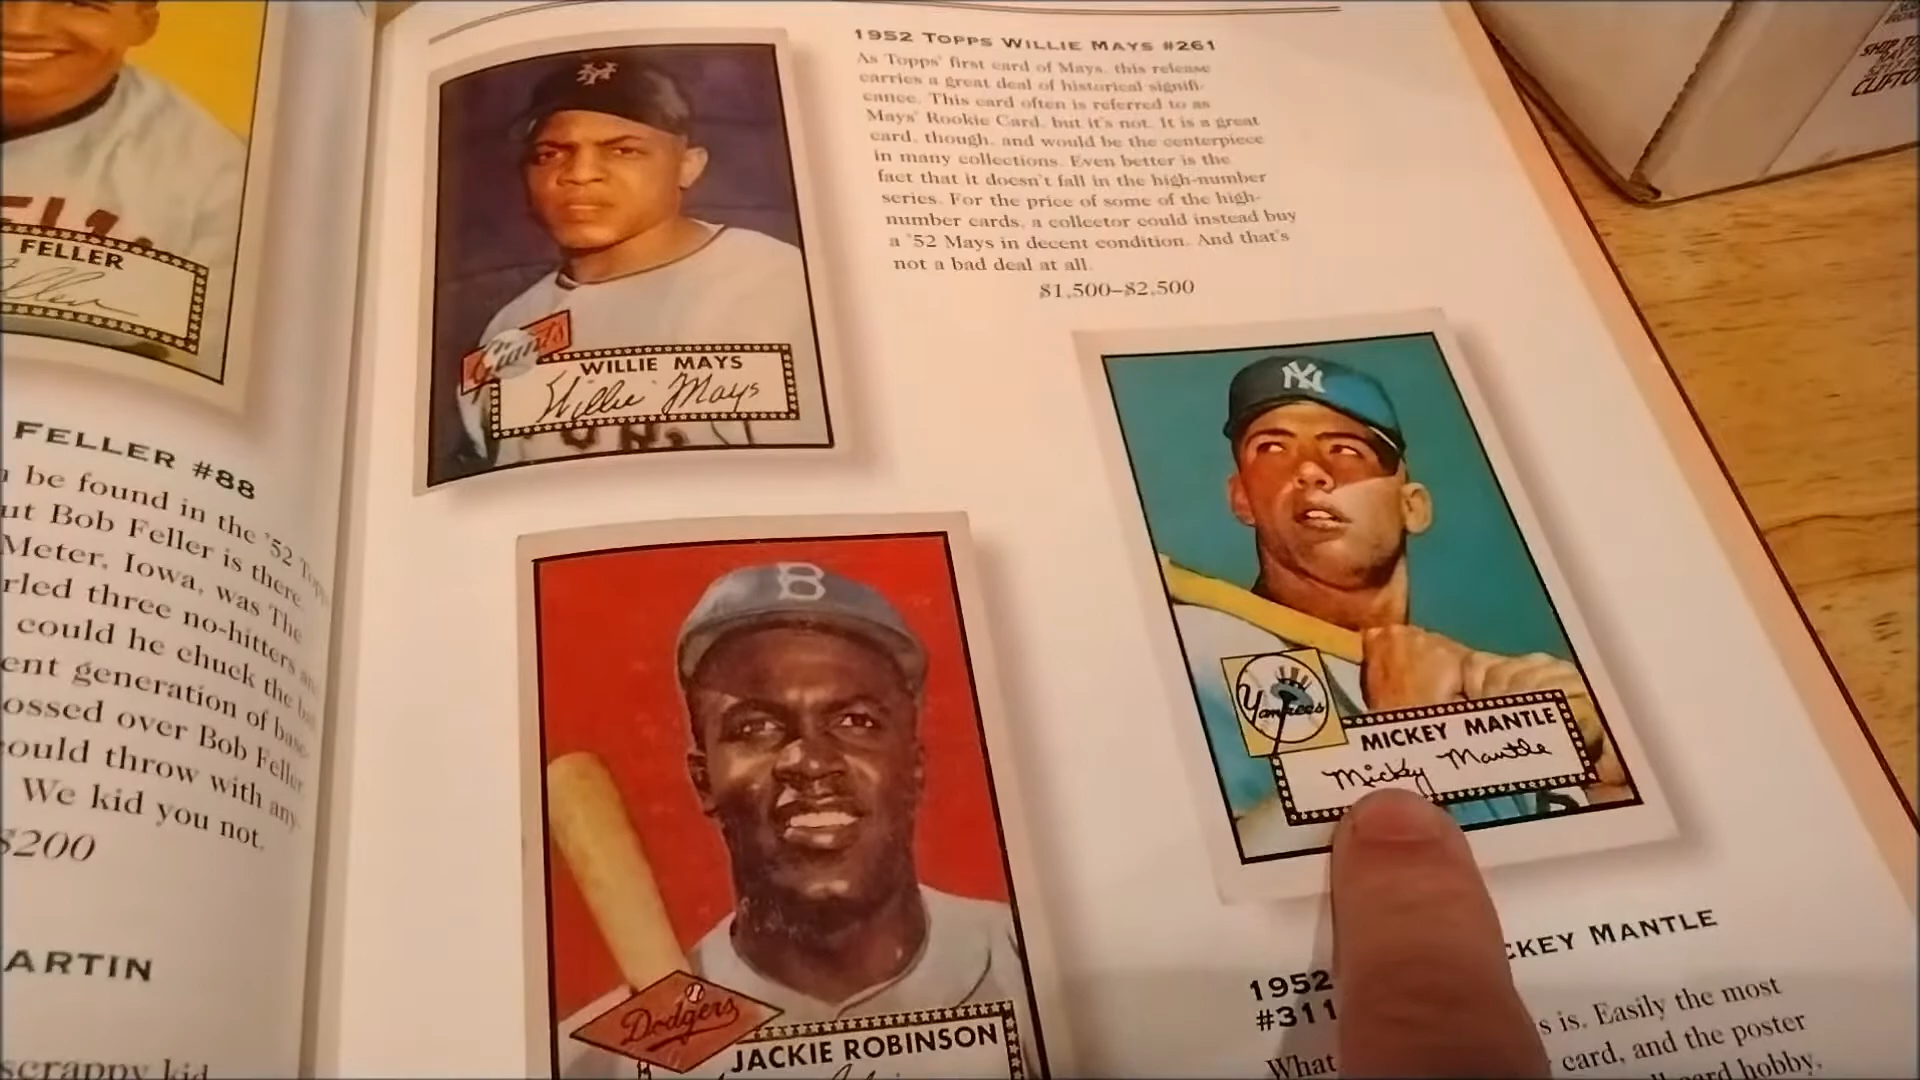 FELLER
FELLER #88
be found in the '52
ut Bob Feller is there.
Meter, Iowa, was The
rled three no-hitters
could he chuck the
ent generation of base-
ossed over Bob Feller
ould throw with any-
We kid you not.
$200
ARTIN
scrappy kid
NY
Giants
WILLIE MAYS
Willie Mays
1952 TOPPS WILLIE MAYS #261
As Topps' first card of Mays, this release
carries a great deal of historical signifi-
cance. This card often is referred to as
Mays' Rookie Card, but it's not. It is a great
card, though, and would be the centerpiece
in many collections. Even better is the
fact that it doesn't fall in the high-number
series. For the price of some of the high-
number cards, a collector could instead buy
a '52 Mays in decent condition. And that's
not a bad deal at all.
$1,500–$2,500
B
Dodgers
JACKIE ROBINSON
NY
Yankees
MICKEY MANTLE
Mickey Mantle
1952 CKEY MANTLE
#311
What s is. Easily the most
card, and the poster
card hobby.
SHIP TO
CLIFTO